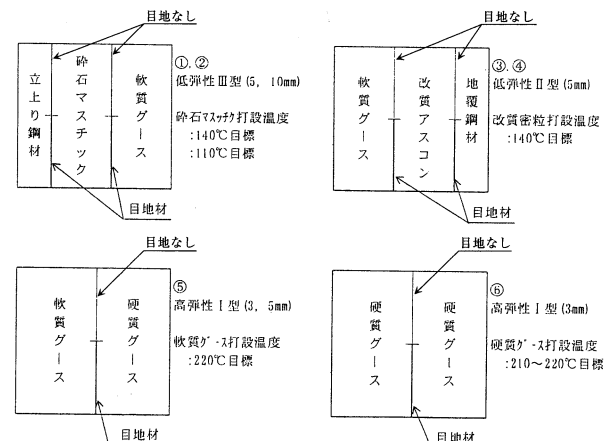 目地なし
立上り鋼材
砕石マスチック
軟質グース
①.②
低弾性Ⅲ型(5, 10mm)
砕石ﾏｽﾁｯｸ打設温度
:140℃目標
:110℃目標
目地材
目地なし
軟質グース
改質アスコン
地覆鋼材
③.④
低弾性Ⅱ型(5mm)
改質密粒打設温度
:140℃目標
目地材
目地なし
軟質グース
硬質グース
⑤
高弾性Ⅰ型(3, 5mm)
軟質ｸﾞｰｽ打設温度
:220℃目標
目地材
目地なし
硬質グース
硬質グース
⑥
高弾性Ⅰ型(3mm)
硬質ｸﾞｰｽ打設温度
:210～220℃目標
目地材